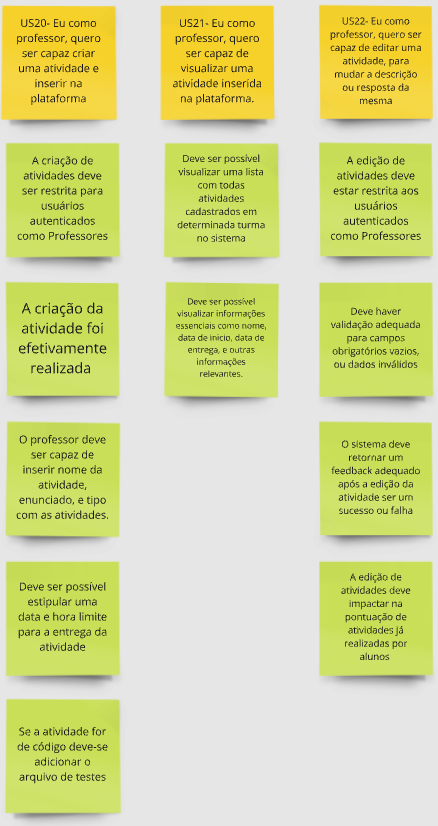 US20- Eu como
professor, quero
ser capaz criar
uma atividade e
inserir na
plataforma
A criação de
atividades deve
ser restrita para
usuários
autenticados
como Professores
A criação da
atividade foi
efetivamente
realizada
O professor deve
ser capaz de
inserir nome da
atividade,
enunciado, e tipo
com as atividades.
Deve ser possível
estipular uma
data e hora limite
para a entrega da
atividade
Se a atividade for
de código deve-se
adicionar o
arquivo de testes
US21- Eu como
professor, quero
ser capaz de
visualizar uma
atividade inserida
na plataforma.
Deve ser possível
visualizar uma lista
com todas
atividades
cadastrados em
determinada turma
no sistema
Deve ser possível
visualizar informações
essenciais como nome,
data de inicio, data de
entrega, e outras
informações
relevantes.
US22- Eu como
professor, quero ser
capaz de editar uma
atividade, para
mudar a descrição
ou resposta da
mesma
A edição de
atividades deve
estar restrita aos
usuários
autenticados
como Professores
Deve haver
validação adequada
para campos
obrigatórios vazios,
ou dados inválidos
O sistema deve
retornar um
feedback adequado
após a edição da
atividade ser um
sucesso ou falha
A edição de
atividades deve
impactar na
pontuação de
atividades já
realizadas por
alunos